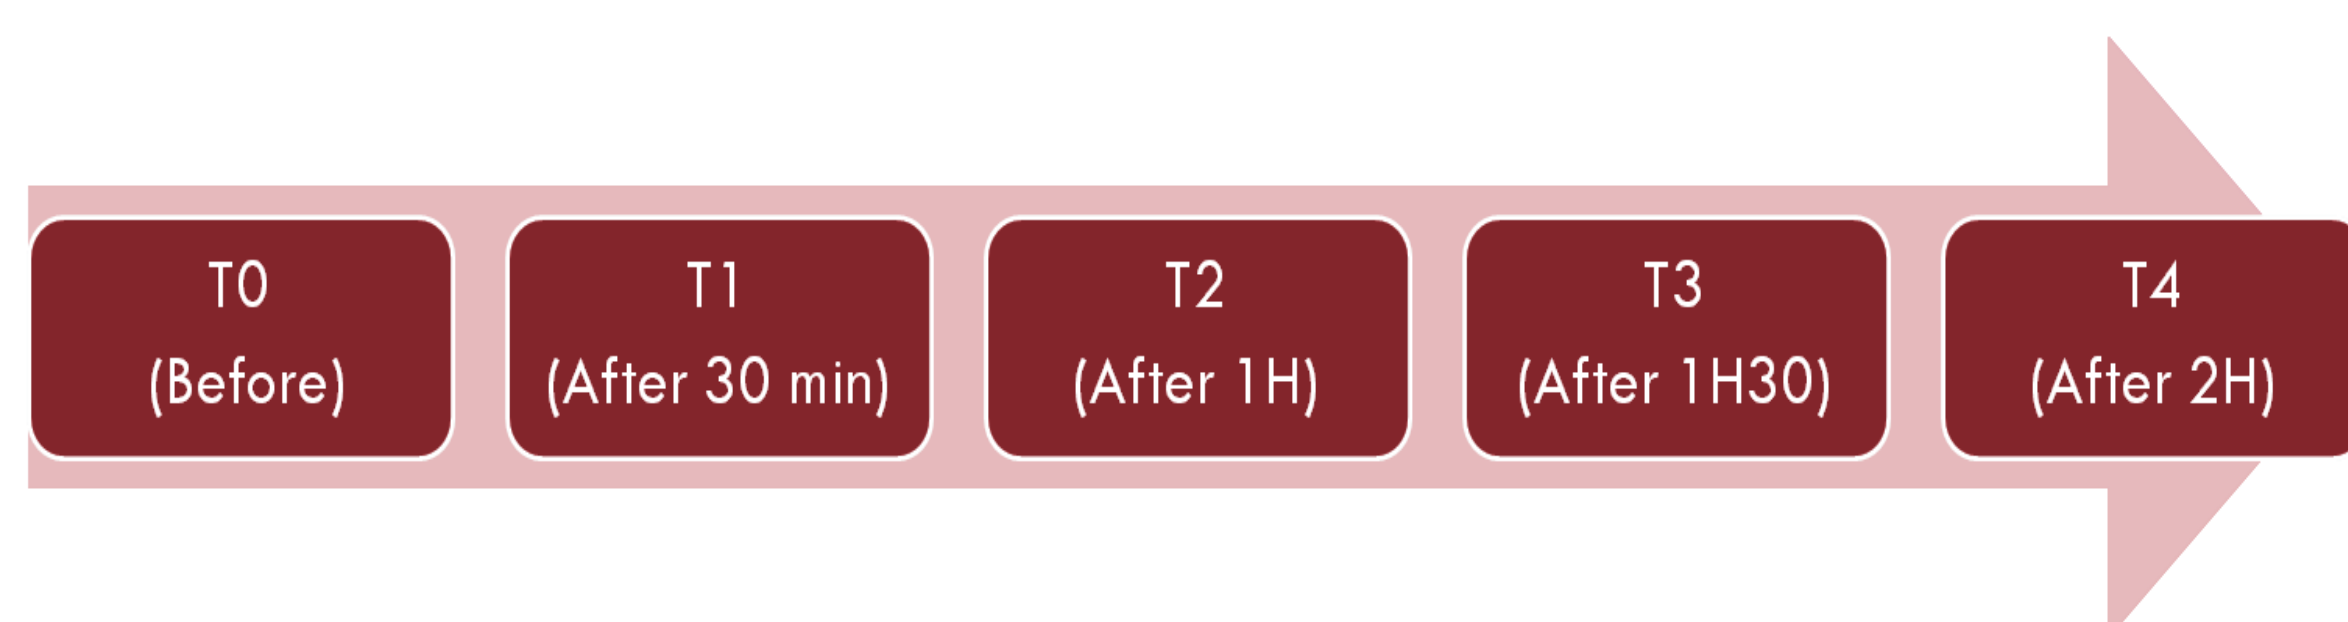 T0
(Before)
T1
(After 30 min)
T2
(After 1H)
T3
(After 1H30)
T4
(After 2H)